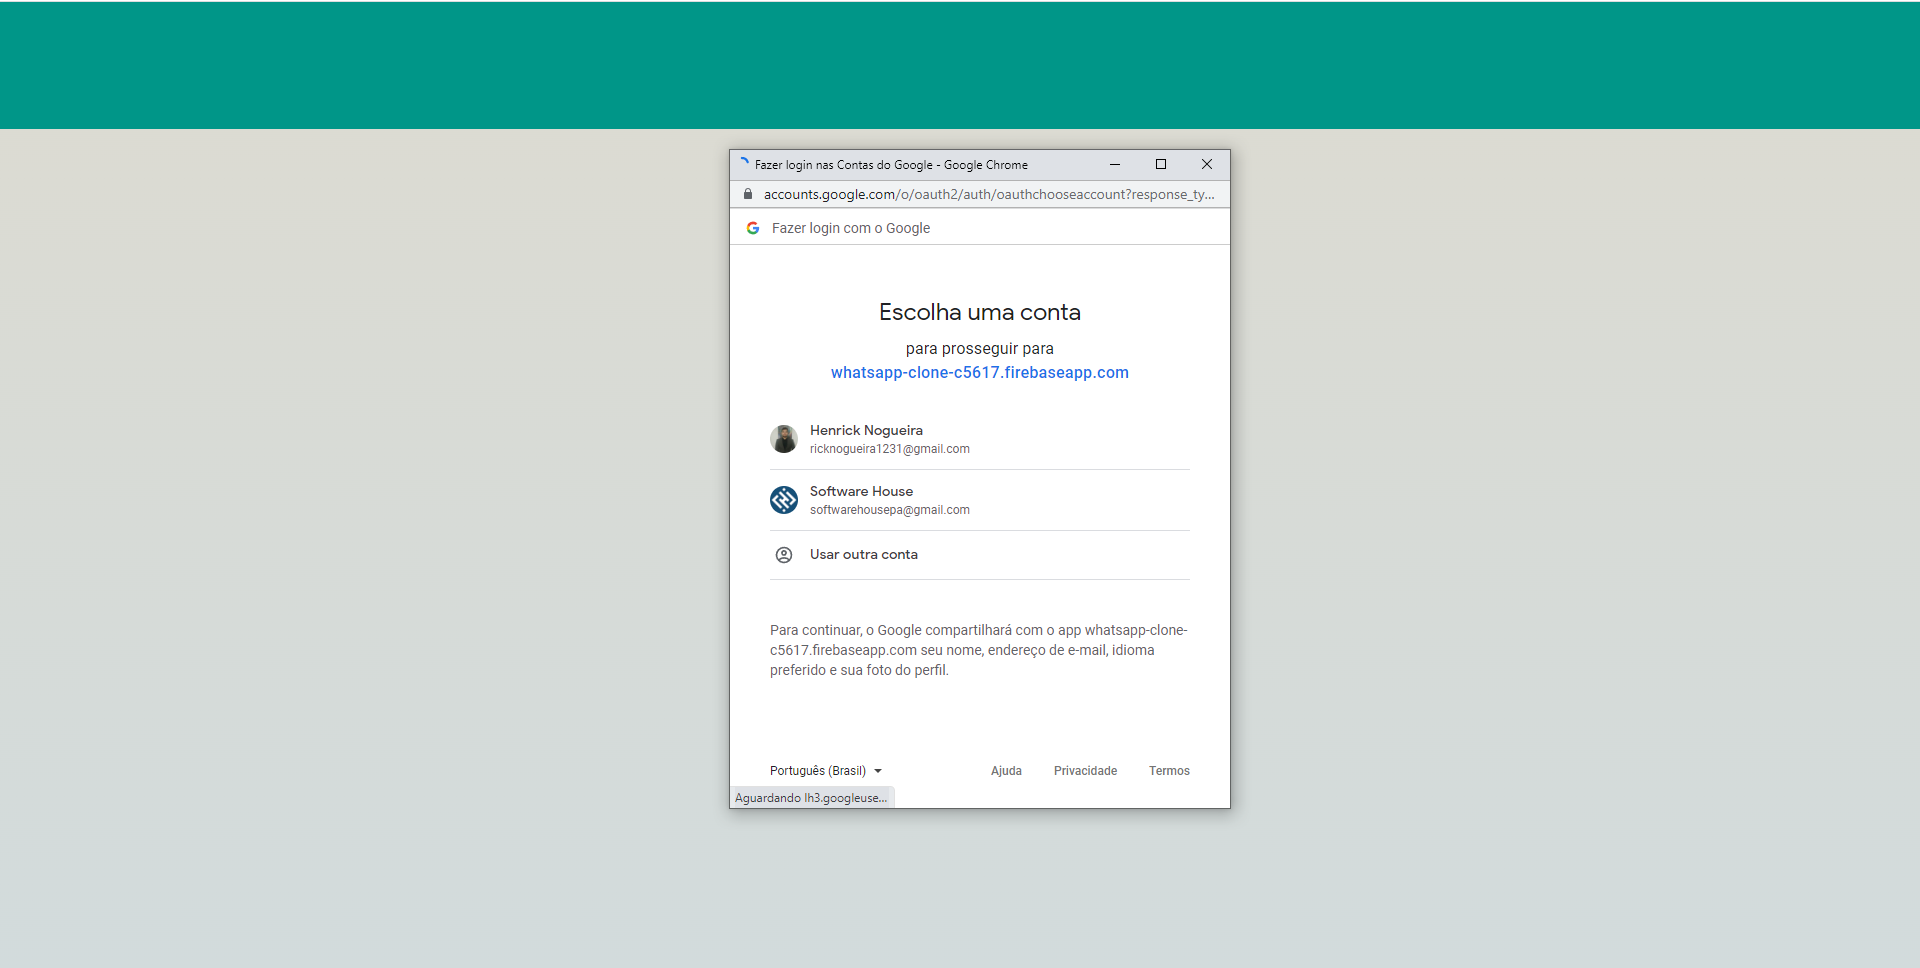 Fazer login nas Contas do Google - Google Chrome
accounts.google.com/o/oauth2/auth/oauthchooseaccount?response_ty...
Fazer login com o Google
Escolha uma conta
para prosseguir para
whatsapp-clone-c5617.firebaseapp.com
Henrick Nogueira
ricknogueira1231@gmail.com
Software House
softwarehousepa@gmail.com
Usar outra conta
Para continuar, o Google compartilhará com o app whatsapp-clone-
c5617.firebaseapp.com seu nome, endereço de e-mail, idioma
preferido e sua foto do perfil.
Português (Brasil) Ajuda Privacidade Termos
Aguardando lh3.googleuse...